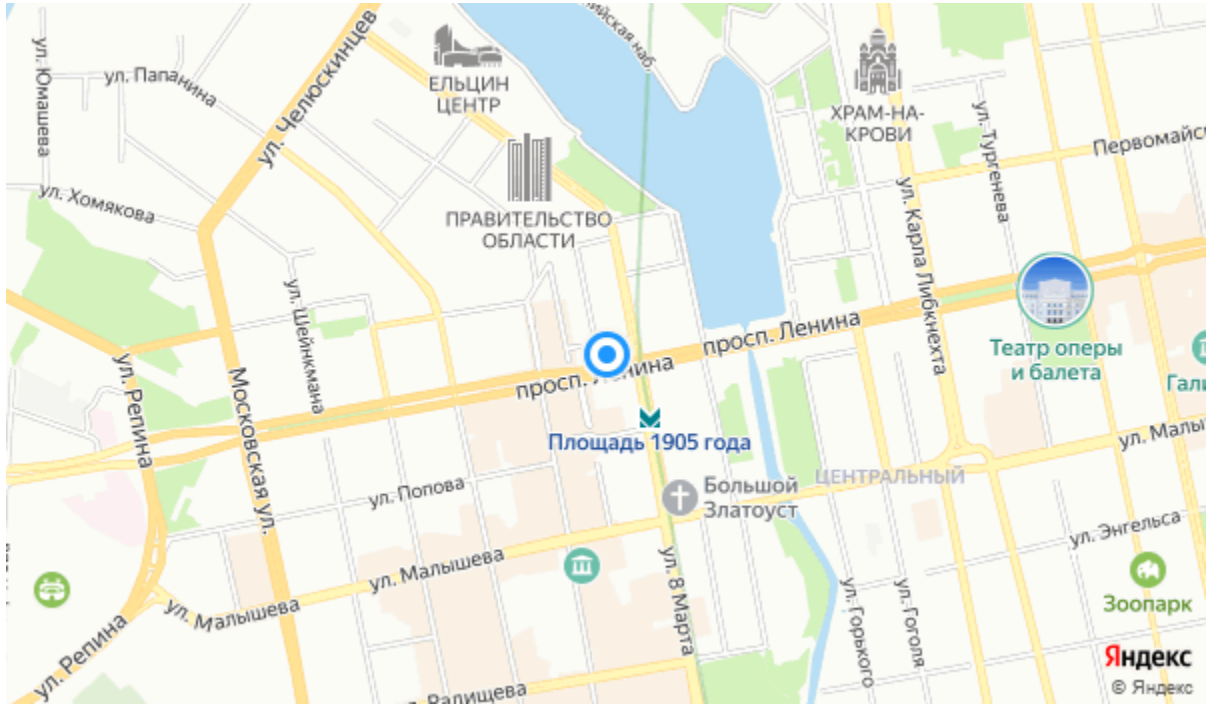 ул. Юмашева
ул. Папанина
ул. Челюскинцев
ЕЛЬЦИН
ЦЕНТР
наб.
ХРАМ-НА-
КРОВИ
ул. Тургенева
Первомайс
ул. Хомякова
ПРАВИТЕЛЬСТВО
ОБЛАСТИ
ул. Карла Либкнехта
ул. Шейнкмана
просп. Ленина
просп. Ленина
Театр оперы
и балета
Гали
ул. Репина
Московская ул.
Площадь 1905 года
ул. Малы
ул. Попова
Большой
Златоуст
ЦЕНТРАЛЬНЫЙ
ул. Энгельса
ул. Малышева
ул. Малышева
ул. 8 Марта
ул. Горького
ул. Гоголя
Зоопарк
ул. Репина
Радищева
Яндекс
© Яндекс